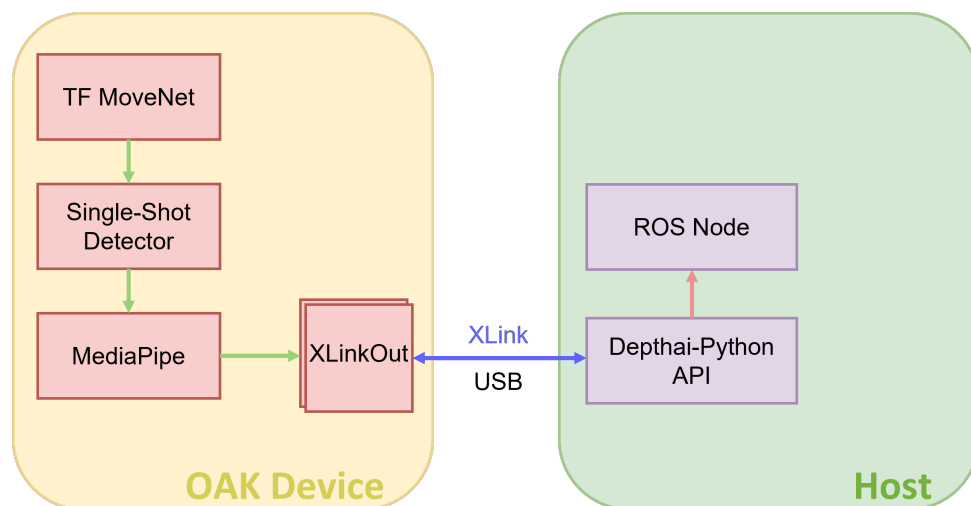 TF MoveNet
Single-Shot
Detector
MediaPipe
XLinkOut
XLink
USB
ROS Node
Depthai-Python
API
OAK Device
Host